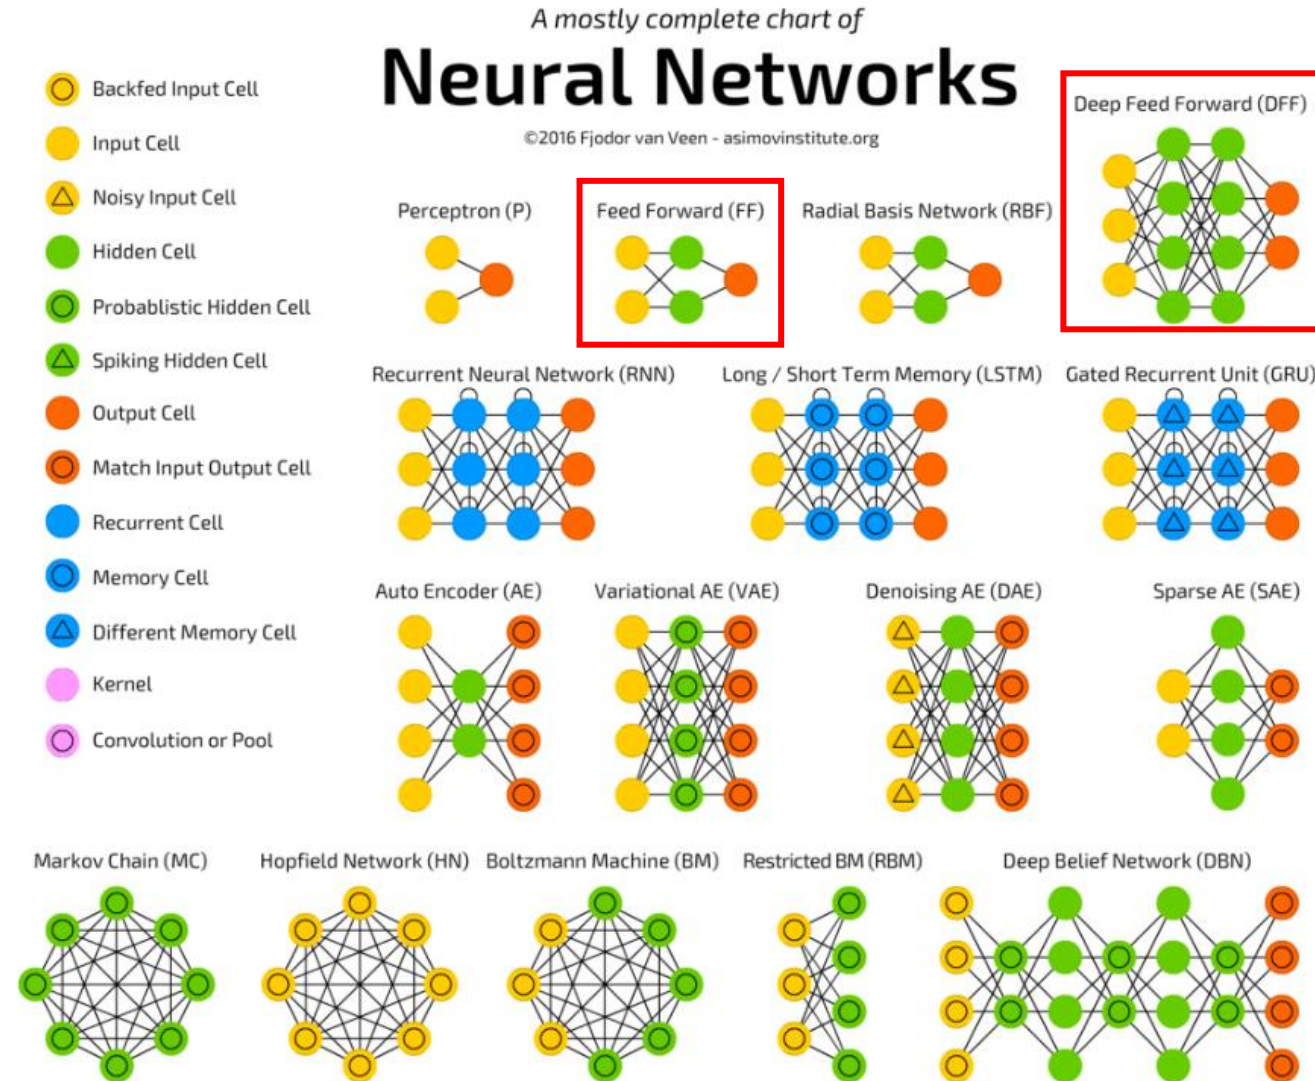 A mostly complete chart of
Neural Networks
©2016 Fjodor van Veen - asimovinstitute.org
Backfed Input Cell
Input Cell
Noisy Input Cell
Hidden Cell
Probablistic Hidden Cell
Spiking Hidden Cell
Output Cell
Match Input Output Cell
Recurrent Cell
Memory Cell
Different Memory Cell
Kernel
Convolution or Pool
Deep Feed Forward (DFF)
Perceptron (P)
Feed Forward (FF)
Radial Basis Network (RBF)
Recurrent Neural Network (RNN)
Long / Short Term Memory (LSTM)
Gated Recurrent Unit (GRU)
Auto Encoder (AE)
Variational AE (VAE)
Denoising AE (DAE)
Sparse AE (SAE)
Markov Chain (MC)
Hopfield Network (HN)
Boltzmann Machine (BM)
Restricted BM (RBM)
Deep Belief Network (DBN)